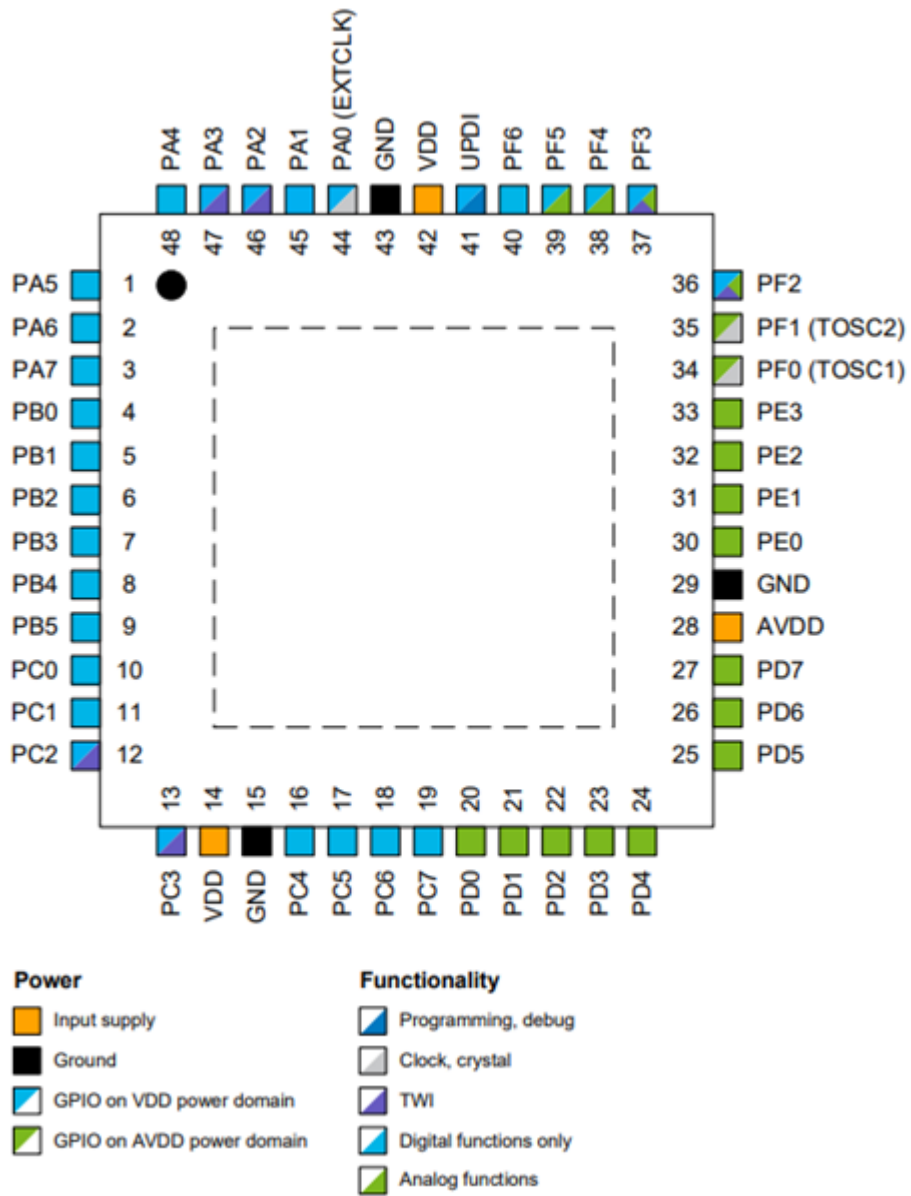 PA4 PA3 PA2 PA1 PA0 (EXTCLK) GND VDD UPDI PF6 PF5 PF4 PF3
48 47 46 45 44 43 42 41 40 39 38 37
PA5 1 36 PF2
PA6 2 35 PF1 (TOSC2)
PA7 3 34 PF0 (TOSC1)
PB0 4 33 PE3
PB1 5 32 PE2
PB2 6 31 PE1
PB3 7 30 PE0
PB4 8 29 GND
PB5 9 28 AVDD
PC0 10 27 PD7
PC1 11 26 PD6
PC2 12 25 PD5
13 14 15 16 17 18 19 20 21 22 23 24
PC3 VDD GND PC4 PC5 PC6 PC7 PD0 PD1 PD2 PD3 PD4
Power
Input supply
Ground
GPIO on VDD power domain
GPIO on AVDD power domain
Functionality
Programming, debug
Clock, crystal
TWI
Digital functions only
Analog functions